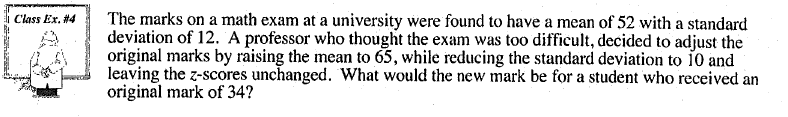 Class Ex. #4
The marks on a math exam at a university were found to have a mean of 52 with a standard
deviation of 12. A professor who thought the exam was too difficult, decided to adjust the
original marks by raising the mean to 65, while reducing the standard deviation to 10 and
leaving the z-scores unchanged. What would the new mark be for a student who received an
original mark of 34?